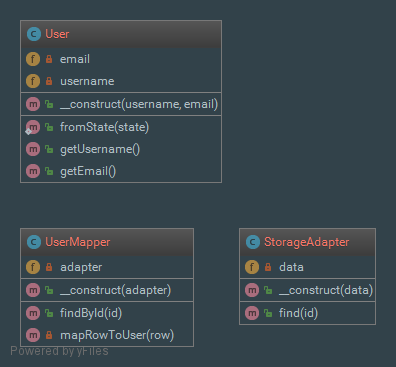 User
email
username
__construct(username, email)
fromState(state)
getUsername()
getEmail()
UserMapper
adapter
__construct(adapter)
findById(id)
mapRowToUser(row)
StorageAdapter
data
__construct(data)
find(id)
Powered by yFiles